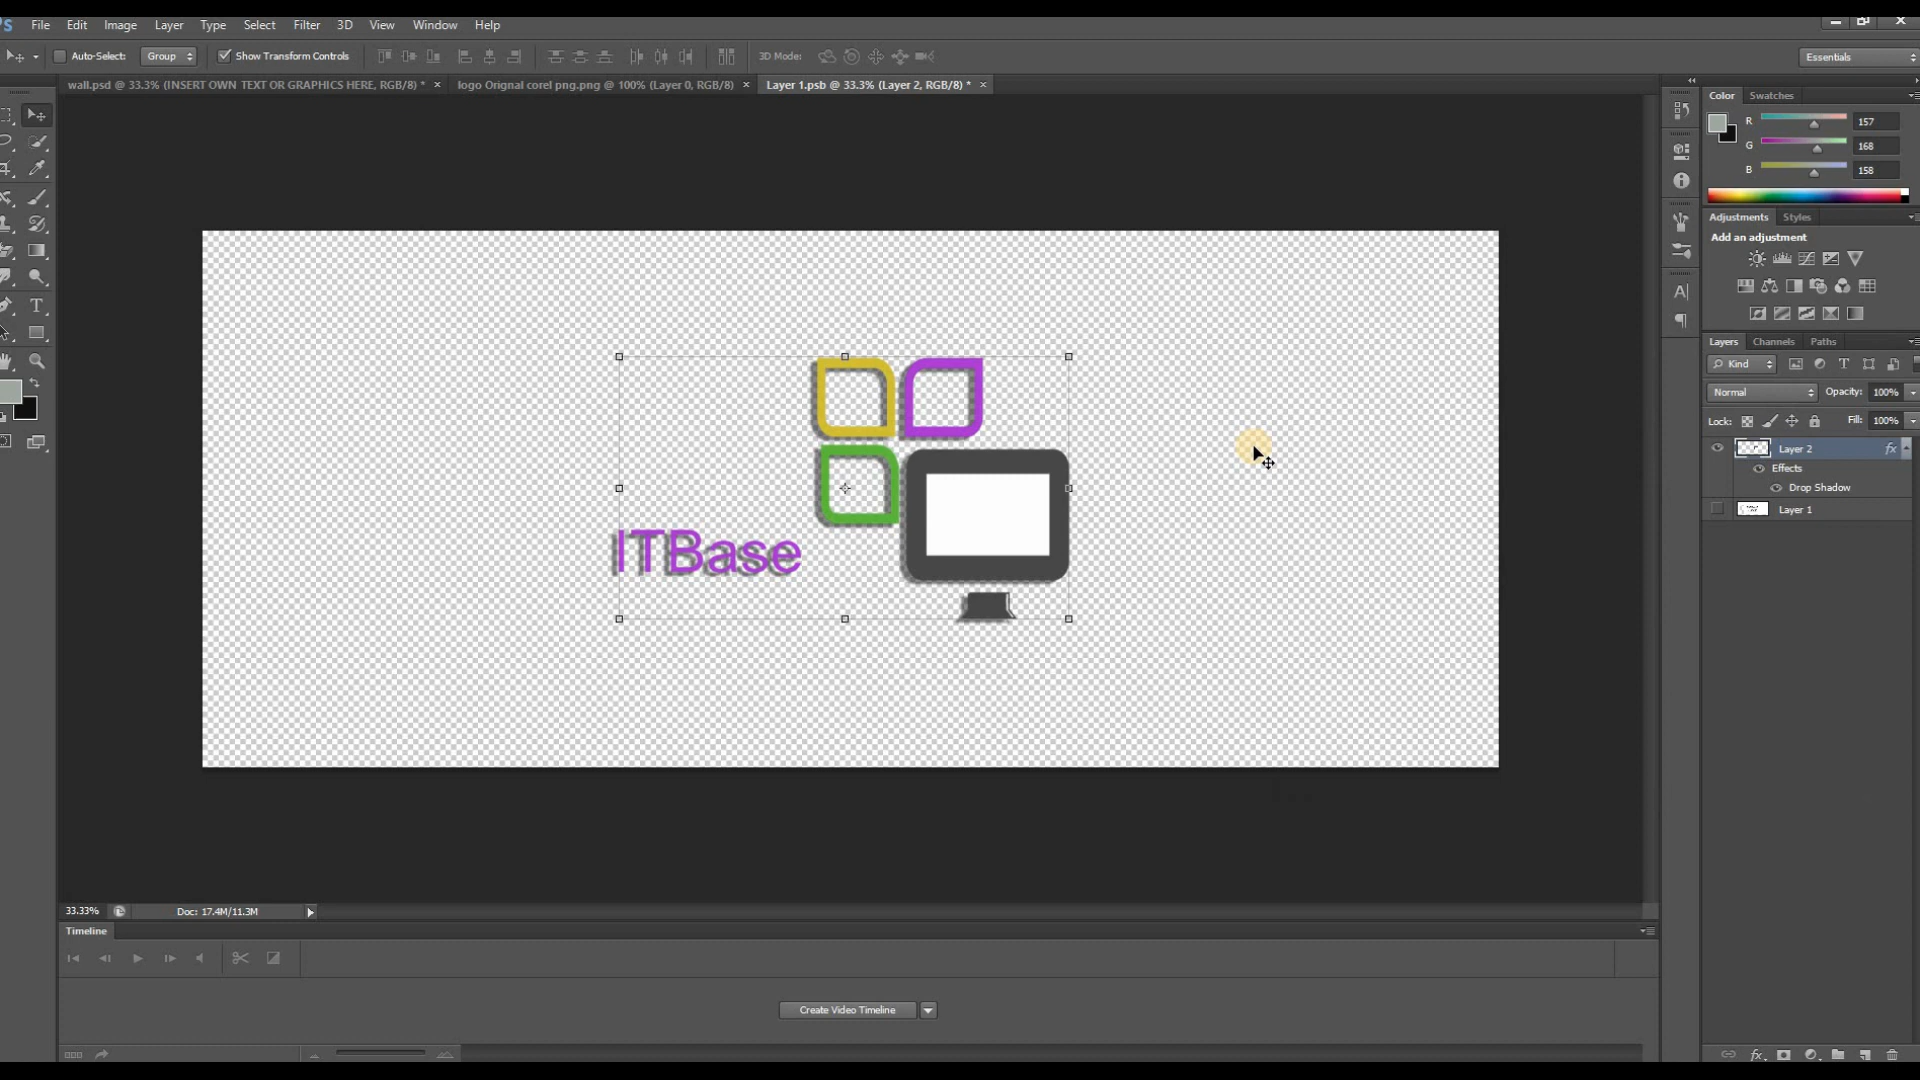 File Edit Image Layer Type Select Filter 3D View Window Help
Auto-Select: Group Show Transform Controls 3D Mode: Essentials
wall.psd @ 33.3% (INSERT OWN TEXT OR GRAPHICS HERE, RGB/8) * × logo Orignal corel png.png @ 100% (Layer 0, RGB/8) × Layer 1.psb @ 33.3% (Layer 2, RGB/8) * ×
Color Swatches
R 157
G 168
B 158
Adjustments Styles
Add an adjustment
Layers Channels Paths
Kind
Normal Opacity: 100%
Lock: Fill: 100%
Layer 2 fx
Effects
Drop Shadow
Layer 1
ITBase
33.33% Doc: 17.4M/11.3M
Timeline
Create Video Timeline